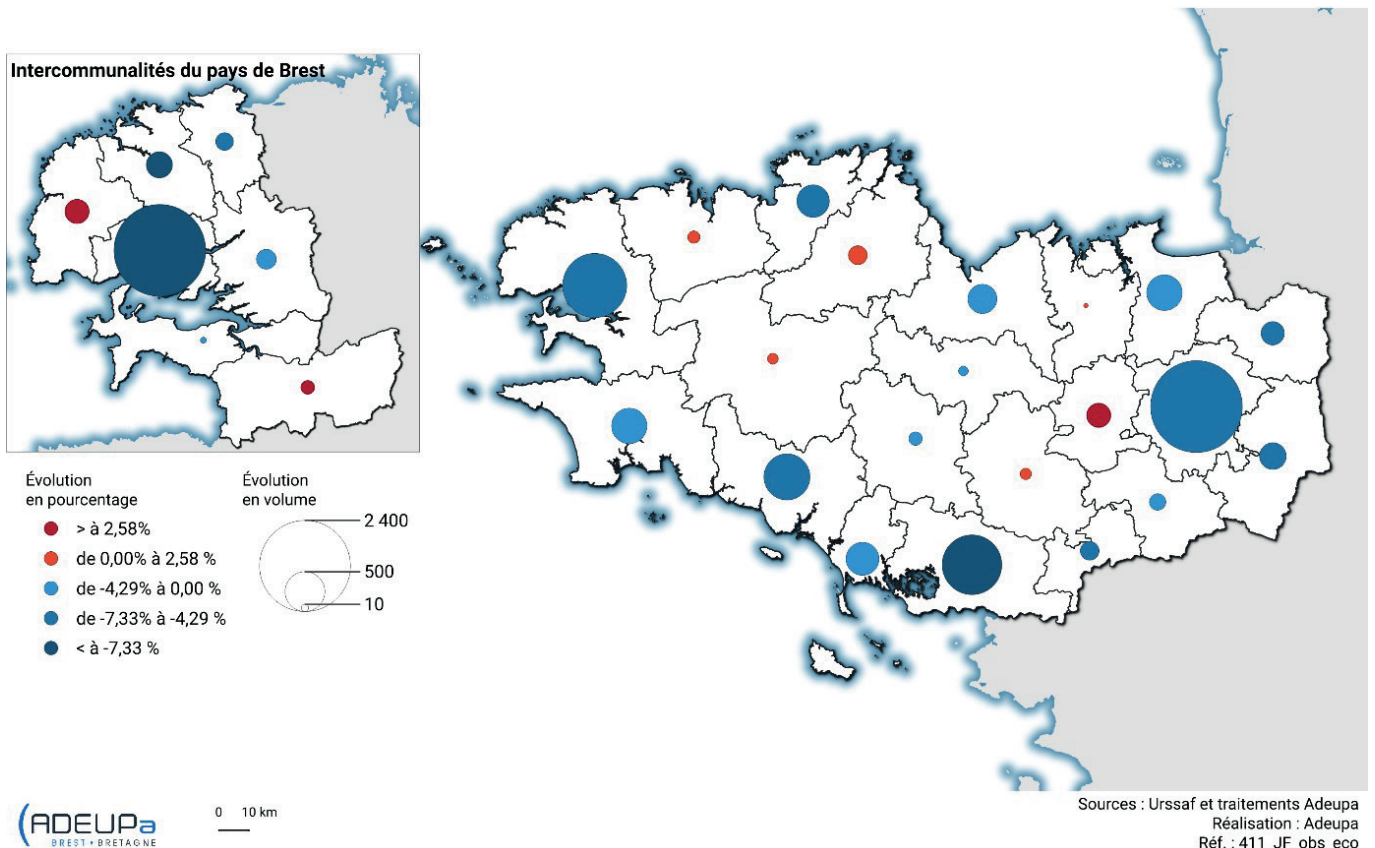 Intercommunalités du pays de Brest
Évolution
en pourcentage
> à 2,58%
de 0,00% à 2,58 %
de -4,29% à 0,00 %
de -7,33% à -4,29 %
< à -7,33 %
Évolution
en volume
2 400
500
10
ADEUPa
BREST•BRETAGNE
0 10 km
Sources : Urssaf et traitements Adeupa
Réalisation : Adeupa
Réf. : 411_JF_obs_eco